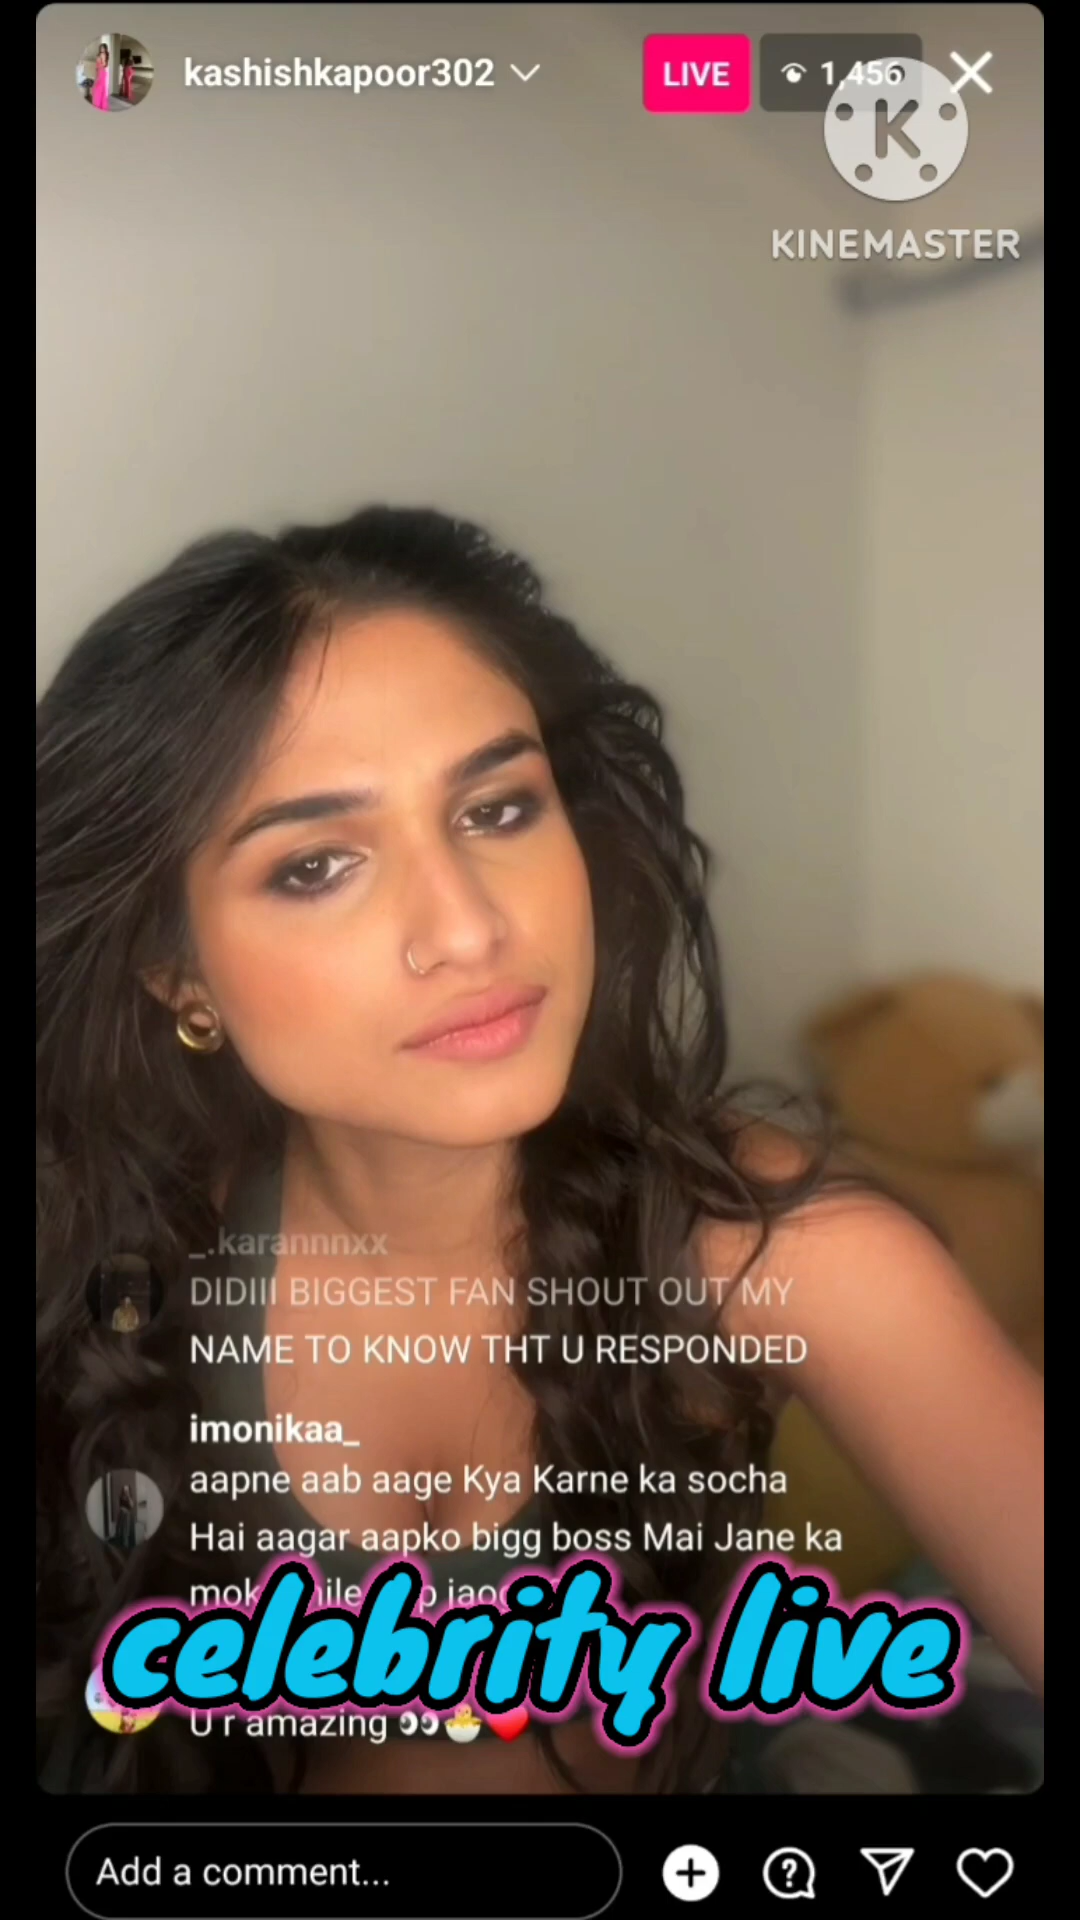 kashishkapoor302
LIVE
1,456
K
KINEMASTER
_.karannnxx
DIDIII BIGGEST FAN SHOUT OUT MY
NAME TO KNOW THT U RESPONDED
imonikaa_
aapne aab aage Kya Karne ka socha
Hai aagar aapko bigg boss Mai Jane ka
celebrity live
U r amazing 👀🐣❤️
Add a comment...